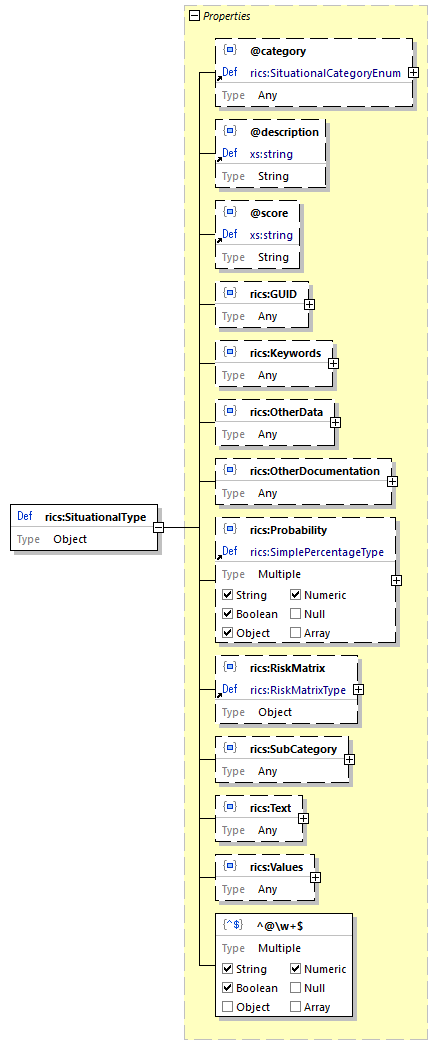 Properties
@category
Def rics:SituationalCategoryEnum
Type Any
@description
Def xs:string
Type String
@score
Def xs:string
Type String
rics:GUID
Type Any
rics:Keywords
Type Any
rics:OtherData
Type Any
rics:OtherDocumentation
Type Any
Def rics:SituationalType
Type Object
rics:Probability
Def rics:SimplePercentageType
Type Multiple
String Numeric
Boolean Null
Object Array
rics:RiskMatrix
Def rics:RiskMatrixType
Type Object
rics:SubCategory
Type Any
rics:Text
Type Any
rics:Values
Type Any
{^$} ^@\w+$
Type Multiple
String Numeric
Boolean Null
Object Array